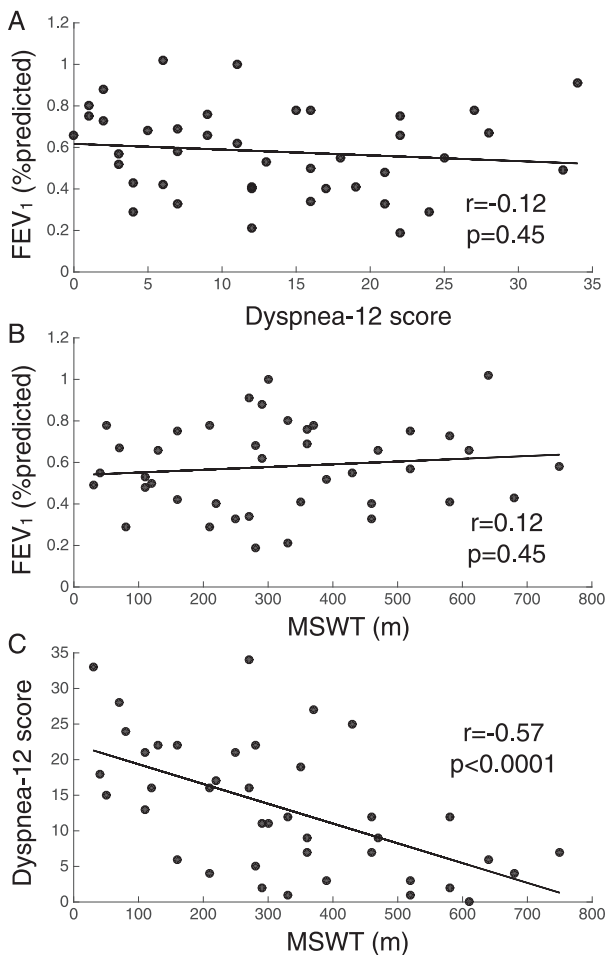 A
FEV₁ (%predicted)
1.2
1
0.8
0.6
0.4
0.2
0
r=-0.12
p=0.45
0 5 10 15 20 25 30 35
Dyspnea-12 score
B
FEV₁ (%predicted)
1.2
1
0.8
0.6
0.4
0.2
0
r=0.12
p=0.45
0 100 200 300 400 500 600 700 800
MSWT (m)
C
Dyspnea-12 score
35
30
25
20
15
10
5
0
r=-0.57
p<0.0001
0 100 200 300 400 500 600 700 800
MSWT (m)